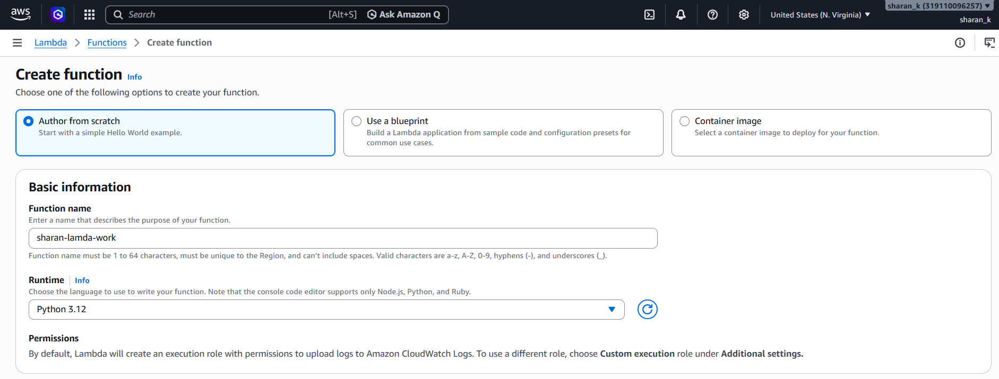 aws
Search [Alt+S] Ask Amazon Q
United States (N. Virginia)
sharan_k (319110096257)
sharan_k
Lambda Functions Create function
Create function Info
Choose one of the following options to create your function.
Author from scratch
Start with a simple Hello World example.
Use a blueprint
Build a Lambda application from sample code and configuration presets for
common use cases.
Container image
Select a container image to deploy for your function.
Basic information
Function name
Enter a name that describes the purpose of your function.
sharan-lamda-work
Function name must be 1 to 64 characters, must be unique to the Region, and can’t include spaces. Valid characters are a-z, A-Z, 0-9, hyphens (-), and underscores (_).
Runtime Info
Choose the language to use to write your function. Note that the console code editor supports only Node.js, Python, and Ruby.
Python 3.12
Permissions
By default, Lambda will create an execution role with permissions to upload logs to Amazon CloudWatch Logs. To use a different role, choose Custom execution role under Additional settings.